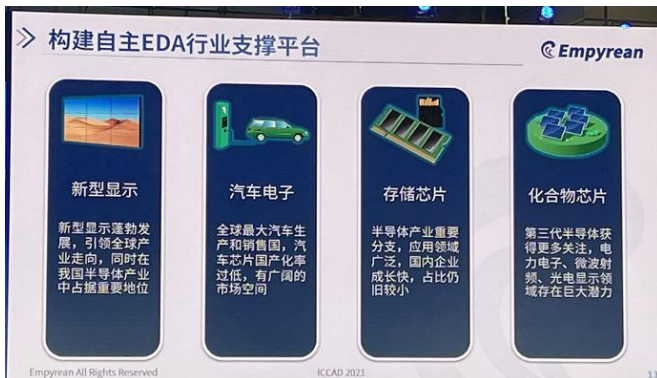 构建自主EDA行业支撑平台
Empyrean
新型显示
新型显示蓬勃发
展，引领全球产
业走向，同时在
我国半导体产业
中占据重要地位
汽车电子
全球最大汽车生
产和销售国，汽
车芯片国产化率
过低，有广阔的
市场空间
存储芯片
半导体产业重要
分支，应用领域
广泛，国内企业
成长快，占比仍
旧较小
化合物芯片
第三代半导体获
得更多关注，电
力电子、微波射
频、光电显示领
域存在巨大潜力
Empyrean All Rights Reserved
ICCAD 2021
13